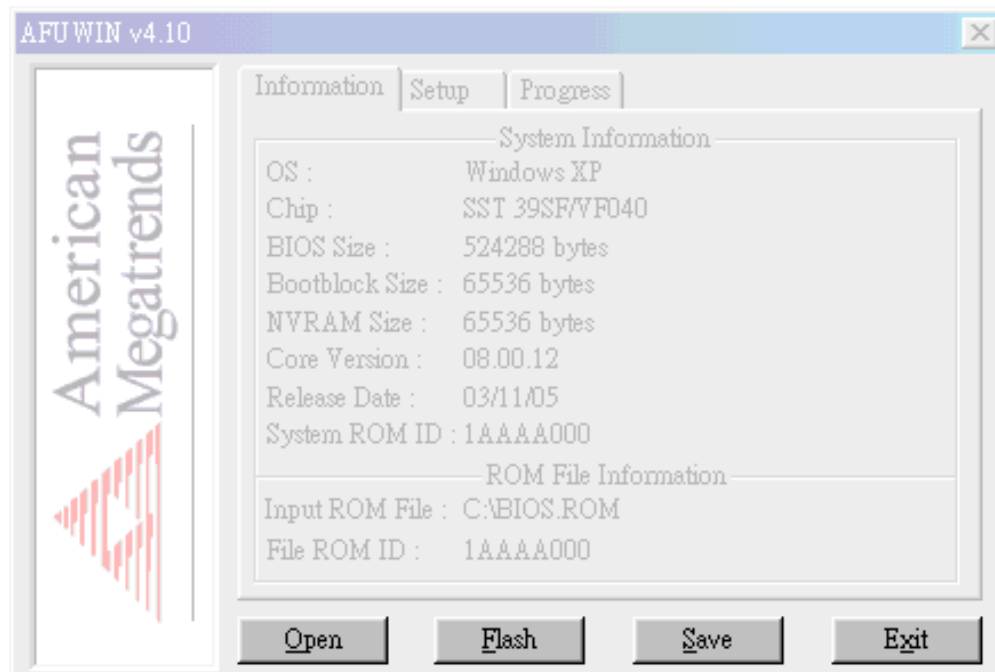 AFUWIN v4.10
American
Megatrends
Information Setup Progress
System Information
OS : Windows XP
Chip : SST 39SF/VF040
BIOS Size : 524288 bytes
Bootblock Size : 65536 bytes
NVRAM Size : 65536 bytes
Core Version : 08.00.12
Release Date : 03/11/05
System ROM ID : 1AAAA000
ROM File Information
Input ROM File : C:\BIOS.ROM
File ROM ID : 1AAAA000
Open Flash Save Exit